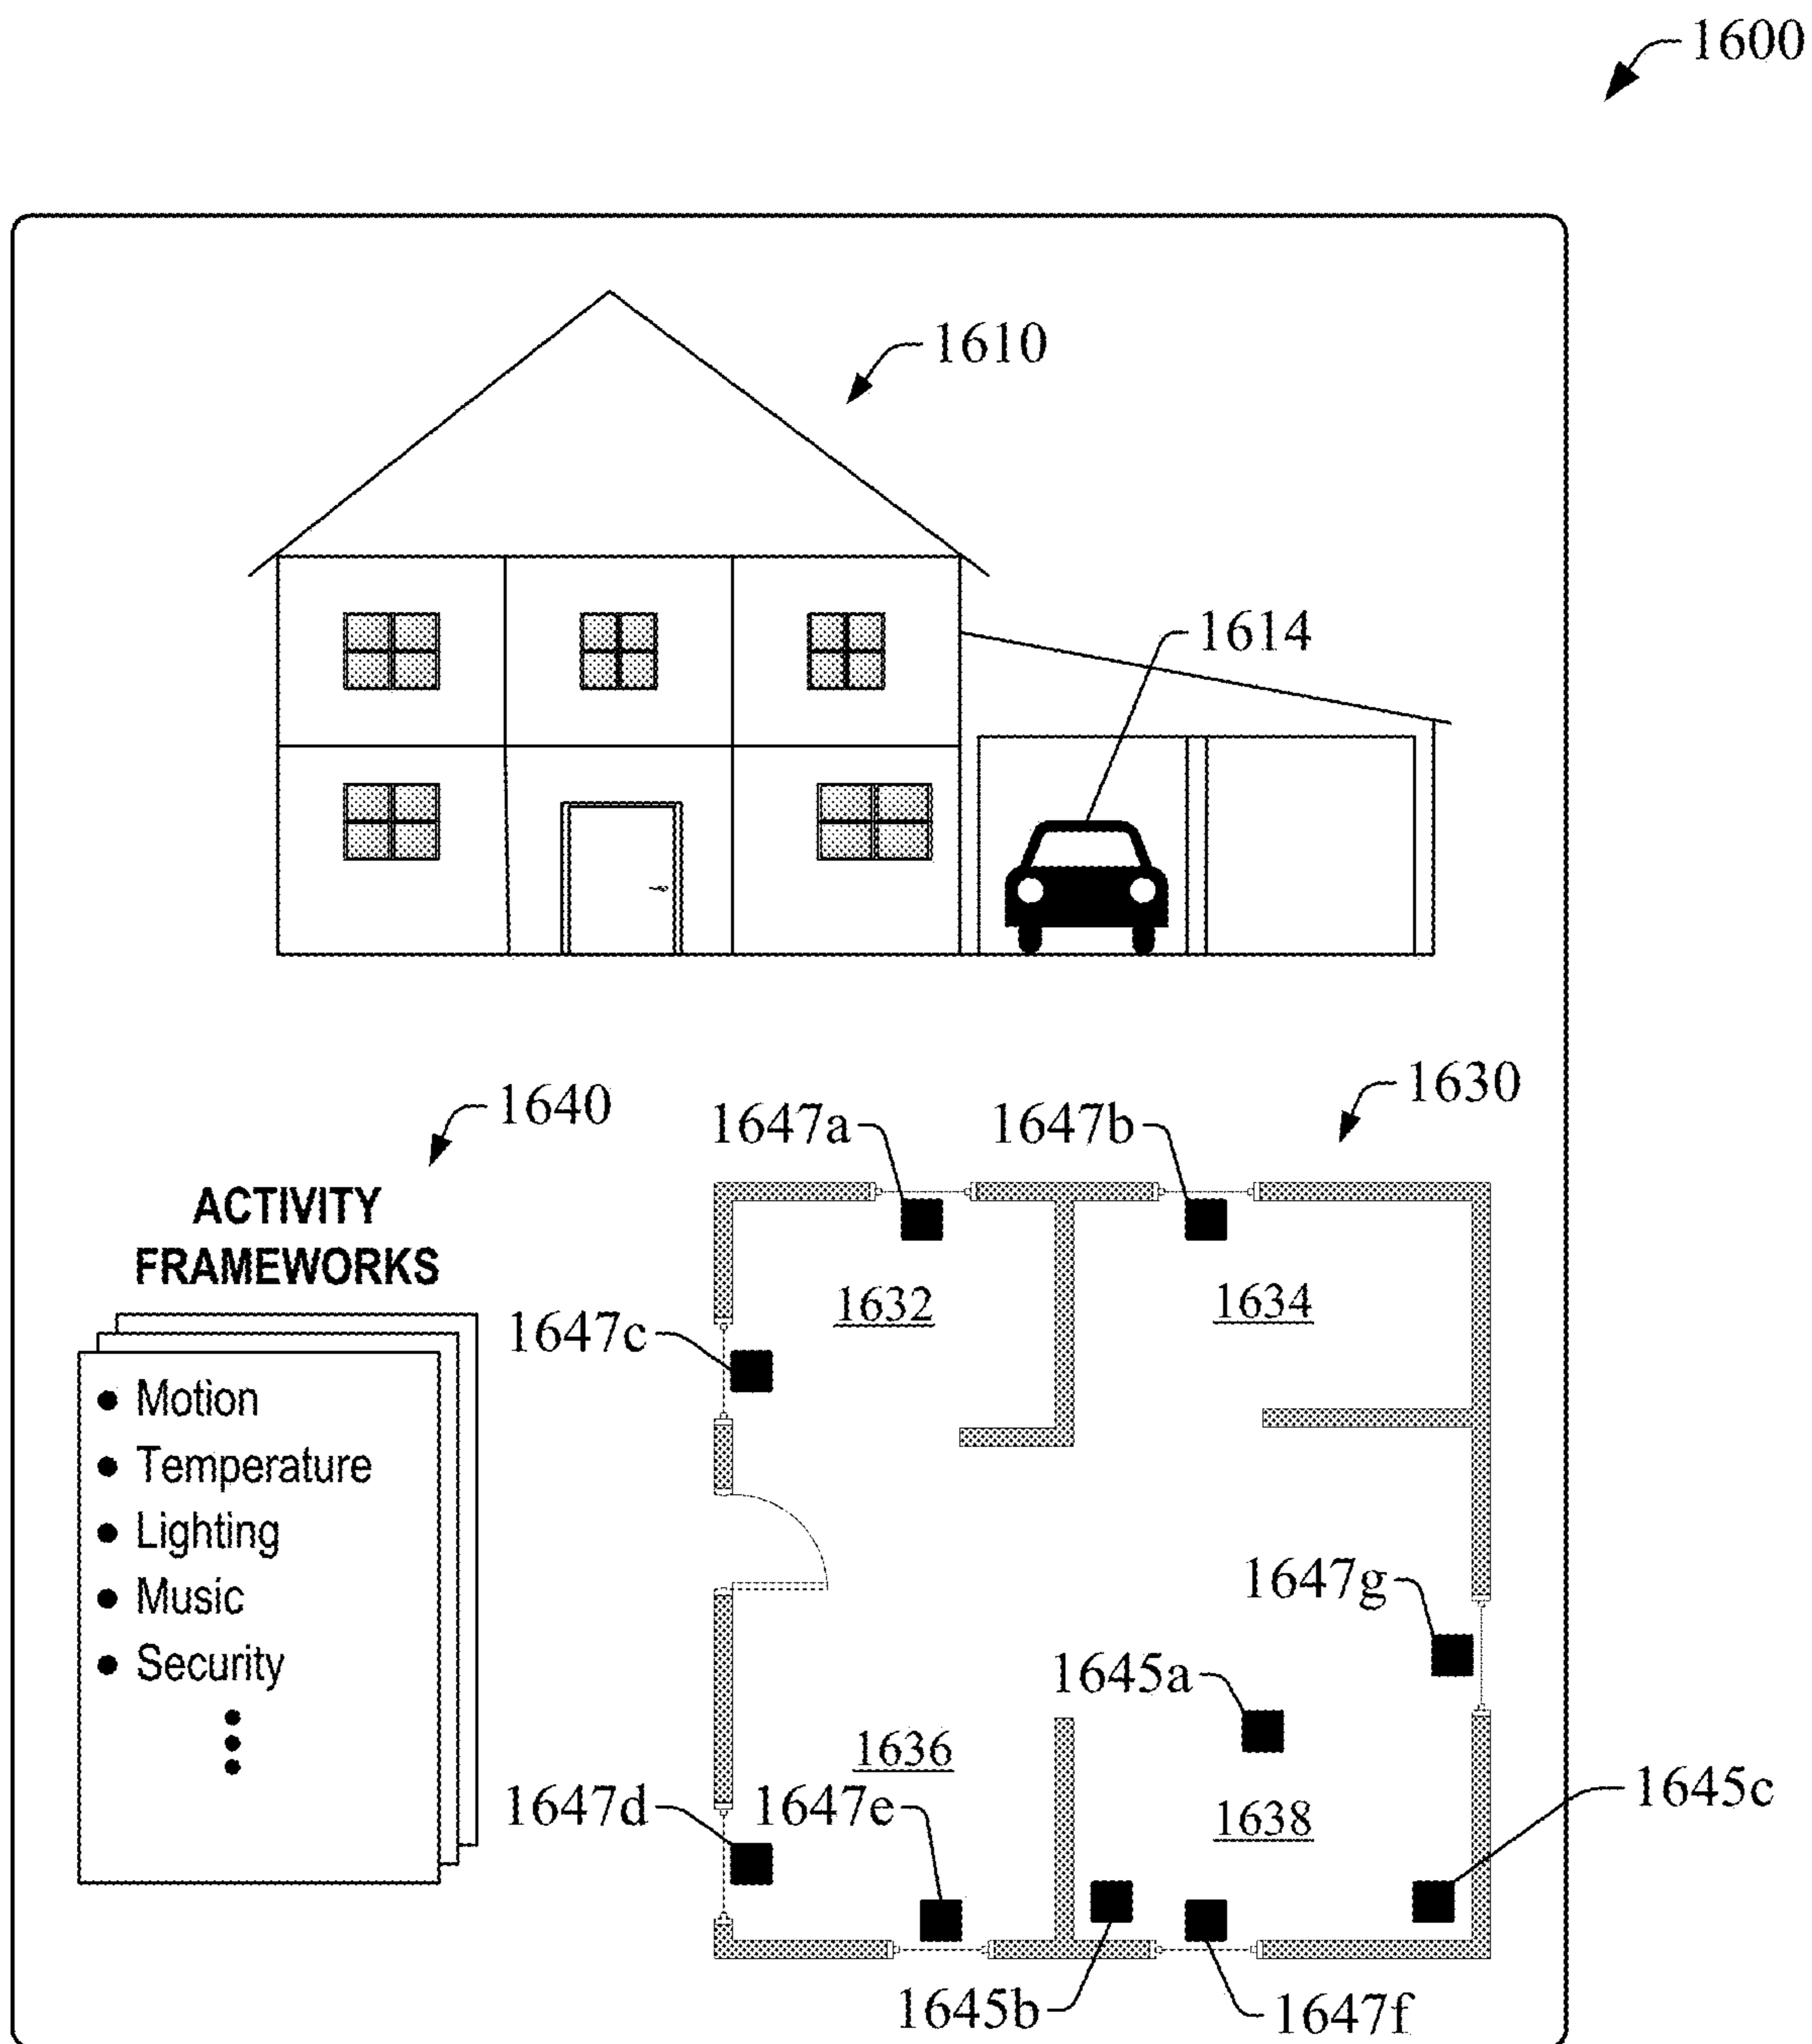 1600
1610
1614
1640
1630
1647a
1647b
ACTIVITY
FRAMEWORKS
1632
1634
1647c
• Motion
• Temperature
• Lighting
• Music
• Security
1647g
1645a
1636
1645c
1647d
1647e
1638
1645b
1647f